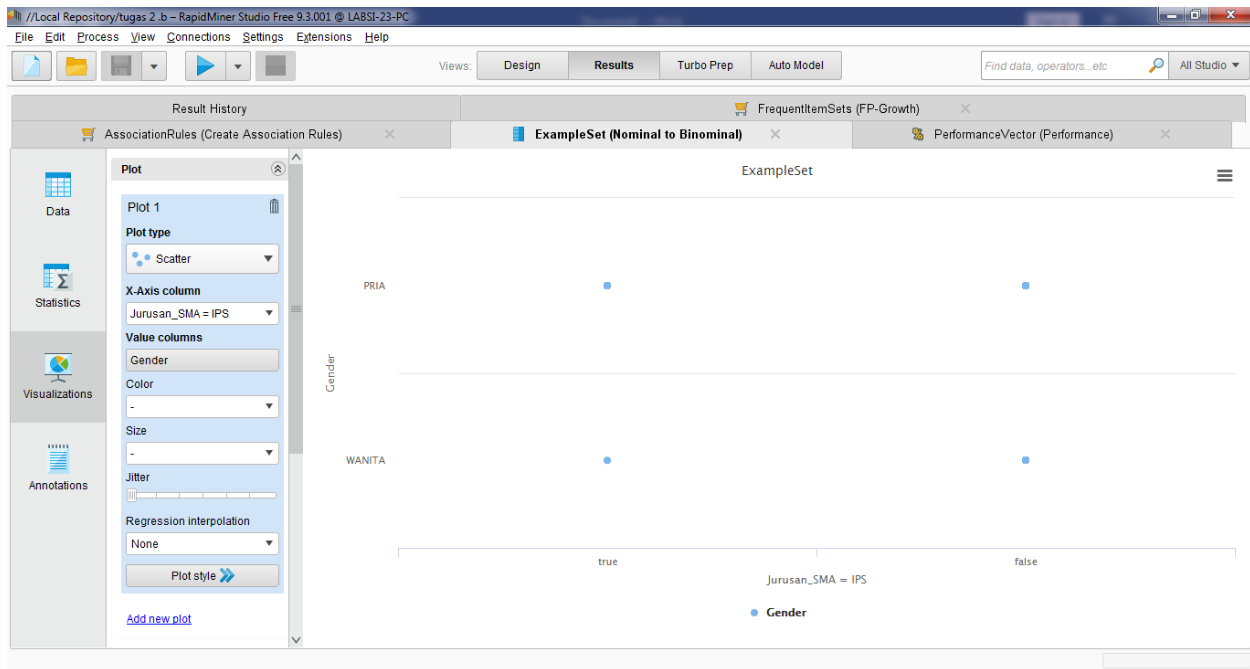 //Local Repository/tugas 2 .b – RapidMiner Studio Free 9.3.001 @ LABSI-23-PC
File Edit Process View Connections Settings Extensions Help
Views: Design Results Turbo Prep Auto Model Find data, operators...etc All Studio
Result History FrequentItemSets (FP-Growth)
AssociationRules (Create Association Rules) ExampleSet (Nominal to Binominal) PerformanceVector (Performance)
Data
Statistics
Visualizations
Annotations
Plot
Plot 1
Plot type
Scatter
X-Axis column
Jurusan_SMA = IPS
Value columns
Gender
Color
-
Size
-
Jitter
Regression interpolation
None
Plot style
Add new plot
ExampleSet
PRIA
Gender
WANITA
true false
Jurusan_SMA = IPS
Gender